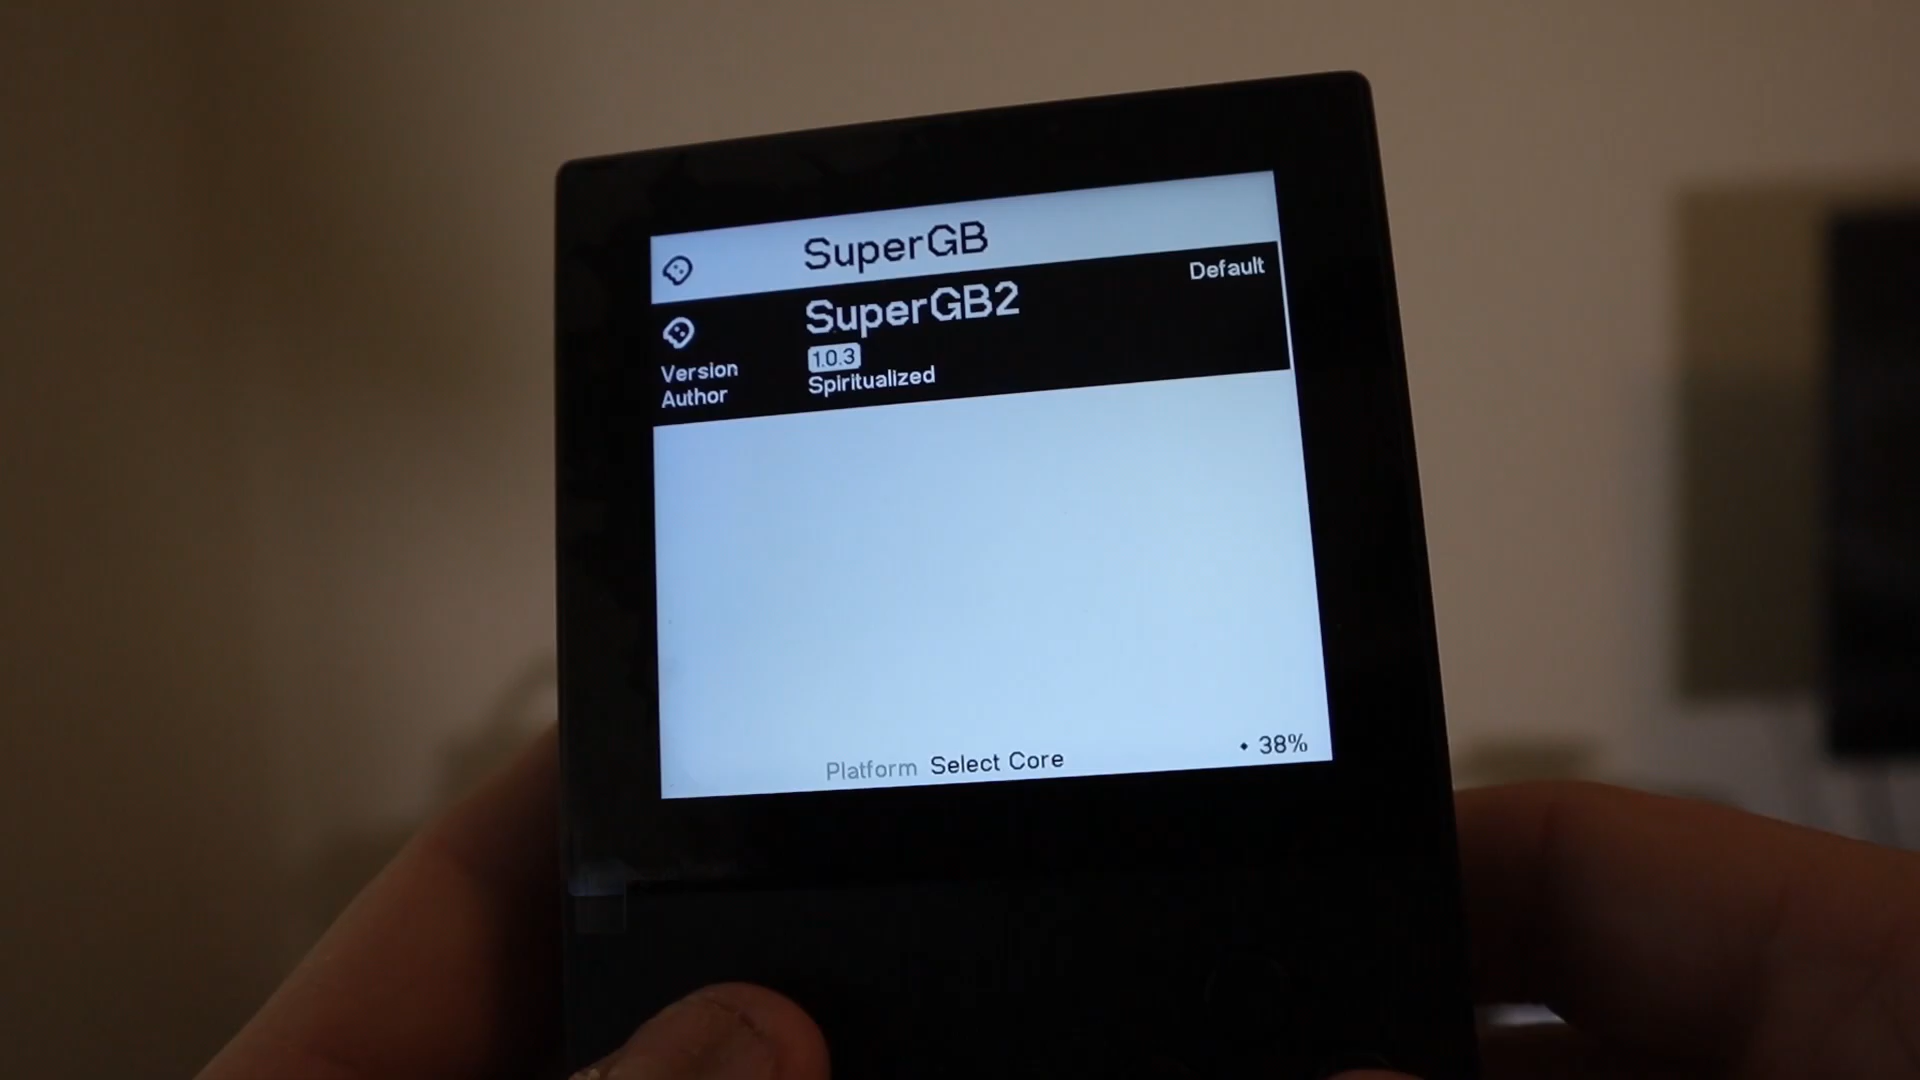 SuperGB
Default
SuperGB2
Version 1.0.3
Author Spiritualized
Platform Select Core 38%